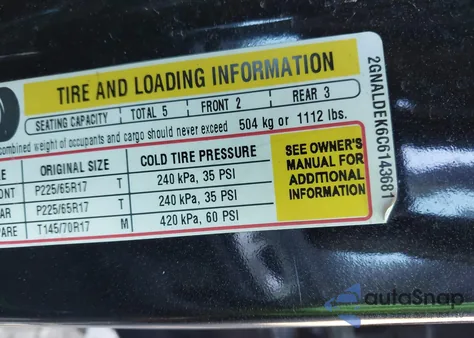 TIRE AND LOADING INFORMATION
SEATING CAPACITY TOTAL 5 FRONT 2 REAR 3
combined weight of occupants and cargo should never exceed 504 kg or 1112 lbs.
RE ORIGINAL SIZE COLD TIRE PRESSURE
ONT P225/65R17 T 240 kPa, 35 PSI
AR P225/65R17 T 240 kPa, 35 PSI
PARE T145/70R17 M 420 kPa, 60 PSI
SEE OWNER'S
MANUAL FOR
ADDITIONAL
INFORMATION
2GNALDEK6C6143681
autoSnap